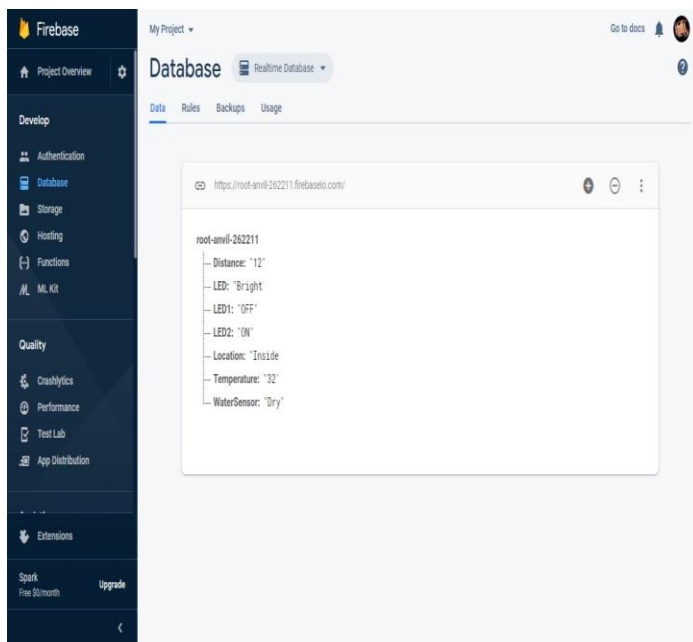 Firebase
My Project
Go to docs
Project Overview
Database
Realtime Database
Data Rules Backups Usage
Develop
Authentication
Database
Storage
Hosting
Functions
ML Kit
https://root-anvil-262211.firebaseio.com/
root-anvil-262211
Distance: "12"
LED: "Bright
LED1: "OFF"
LED2: "ON"
Location: "Inside
Temperature: "32"
WaterSensor: "Dry"
Quality
Crashlytics
Performance
Test Lab
App Distribution
Extensions
Spark
Free $0/month
Upgrade